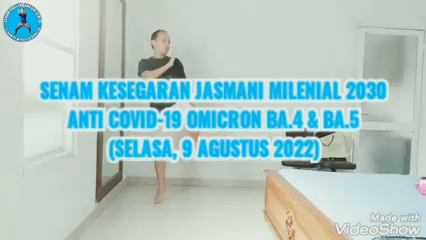 SENAM KESEGARAN JASMANI MILENIAL 2030
ANTI COVID-19 OMICRON BA.4 & BA.5
(SELASA, 9 AGUSTUS 2022)
Made with
VideoShow